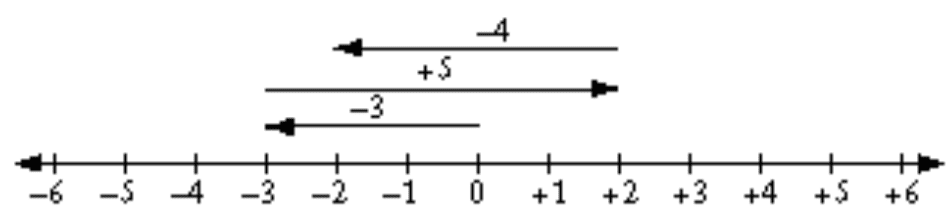 –4
+5
–3
–6 –5 –4 –3 –2 –1 0 +1 +2 +3 +4 +5 +6